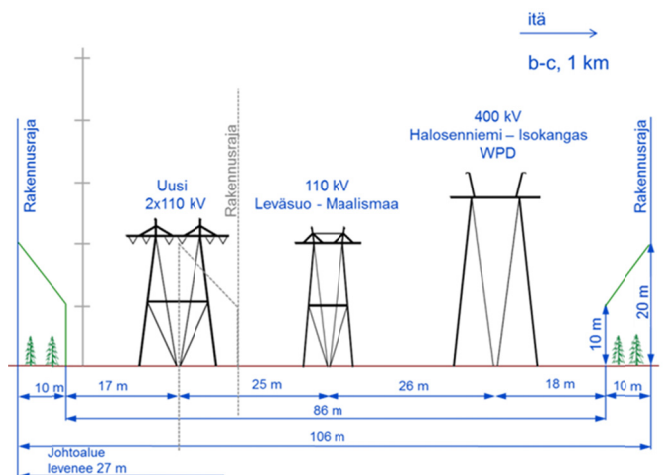 itä
b-c, 1 km
400 kV
Halosenniemi – Isokangas
WPD
Rakennusraja
Rakennusraja
Rakennusraja
Uusi
2x110 kV
110 kV
Leväsuo - Maalismaa
10 m
20 m
10 m
17 m
25 m
26 m
18 m
10 m
86 m
106 m
Johtoalue
levenee 27 m